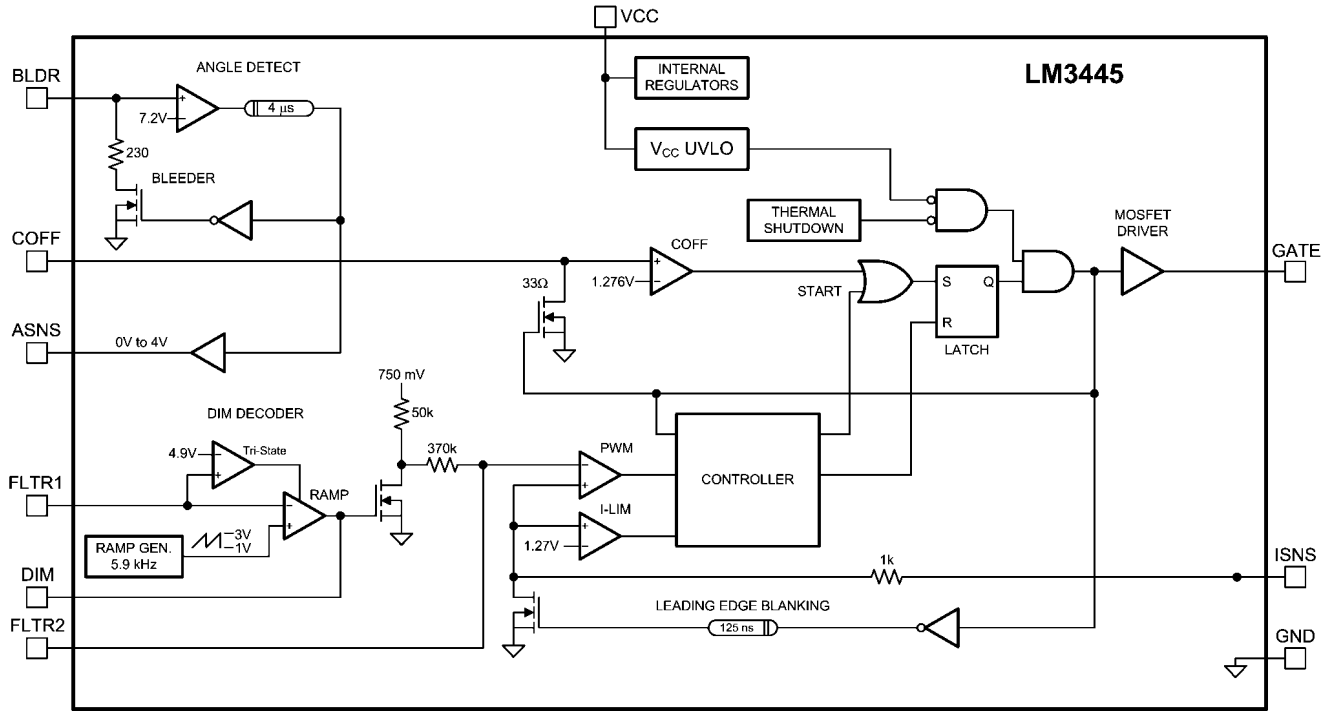 VCC
LM3445
BLDR
ANGLE DETECT
+
7.2V
−
4 µs
INTERNAL
REGULATORS
230
BLEEDER
VCC UVLO
THERMAL
SHUTDOWN
MOSFET
DRIVER
COFF
COFF
+
1.276V
−
GATE
33Ω
START
S
Q
R
LATCH
ASNS
0V to 4V
750 mV
50k
DIM DECODER
370k
4.9V
−
+
Tri-State
PWM
−
+
CONTROLLER
FLTR1
RAMP
−
+
I-LIM
+
1.27V
−
RAMP GEN.
5.9 kHz
3V
1V
1k
ISNS
DIM
LEADING EDGE BLANKING
125 ns
FLTR2
GND